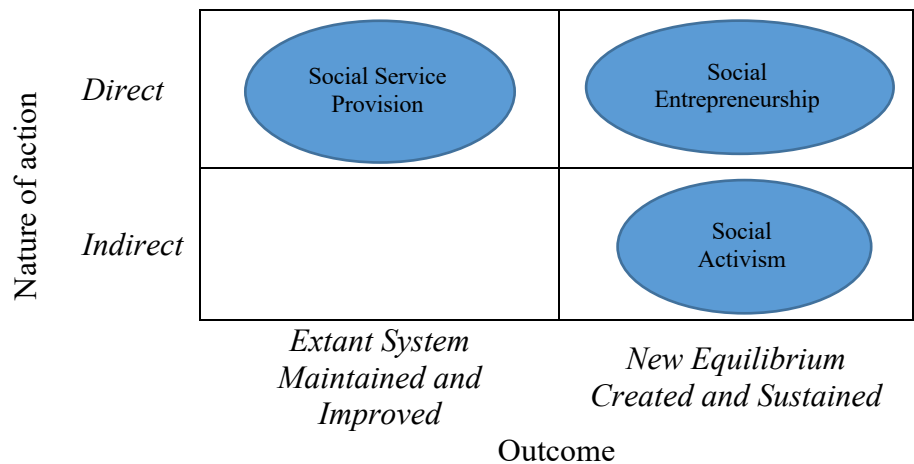 Nature of action
Direct
Social Service
Provision
Social
Entrepreneurship
Indirect
Social
Activism
Extant System
Maintained and
Improved
New Equilibrium
Created and Sustained
Outcome